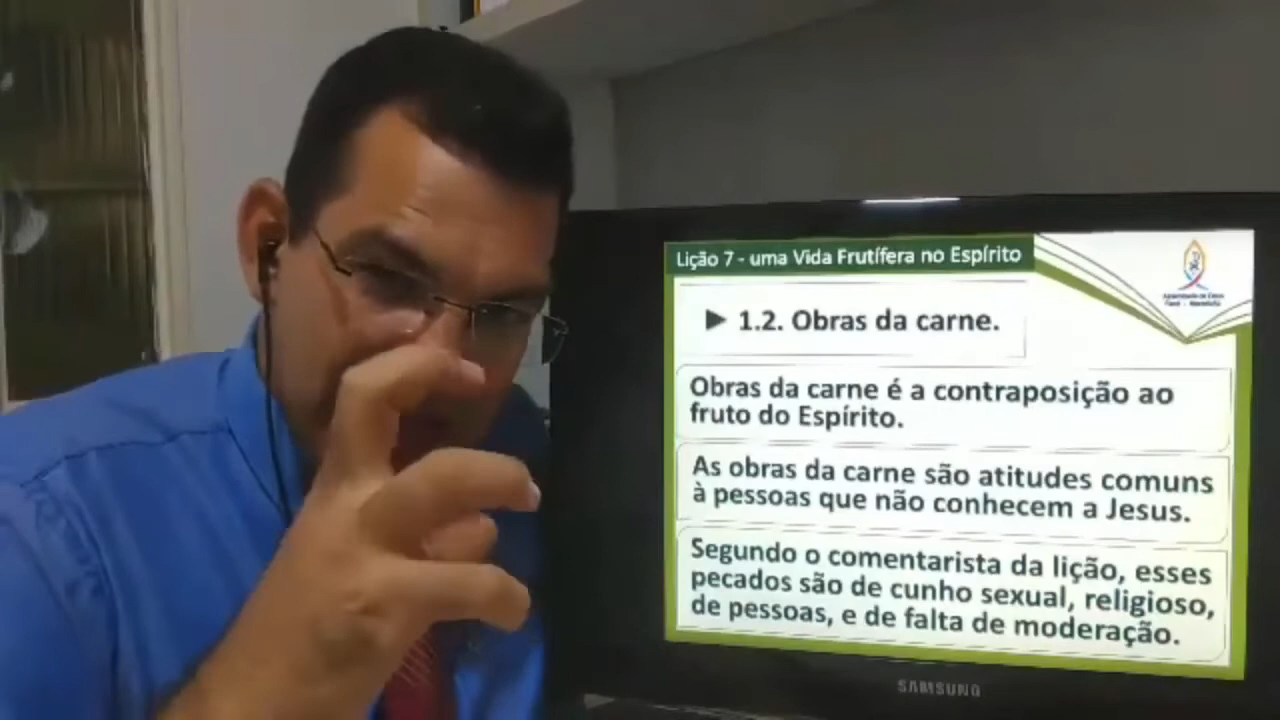 Lição 7 - uma Vida Frutífera no Espírito
► 1.2. Obras da carne.
Obras da carne é a contraposição ao
fruto do Espírito.
As obras da carne são atitudes comuns
à pessoas que não conhecem a Jesus.
Segundo o comentarista da lição, esses
pecados são de cunho sexual, religioso,
de pessoas, e de falta de moderação.
SAMSUNG